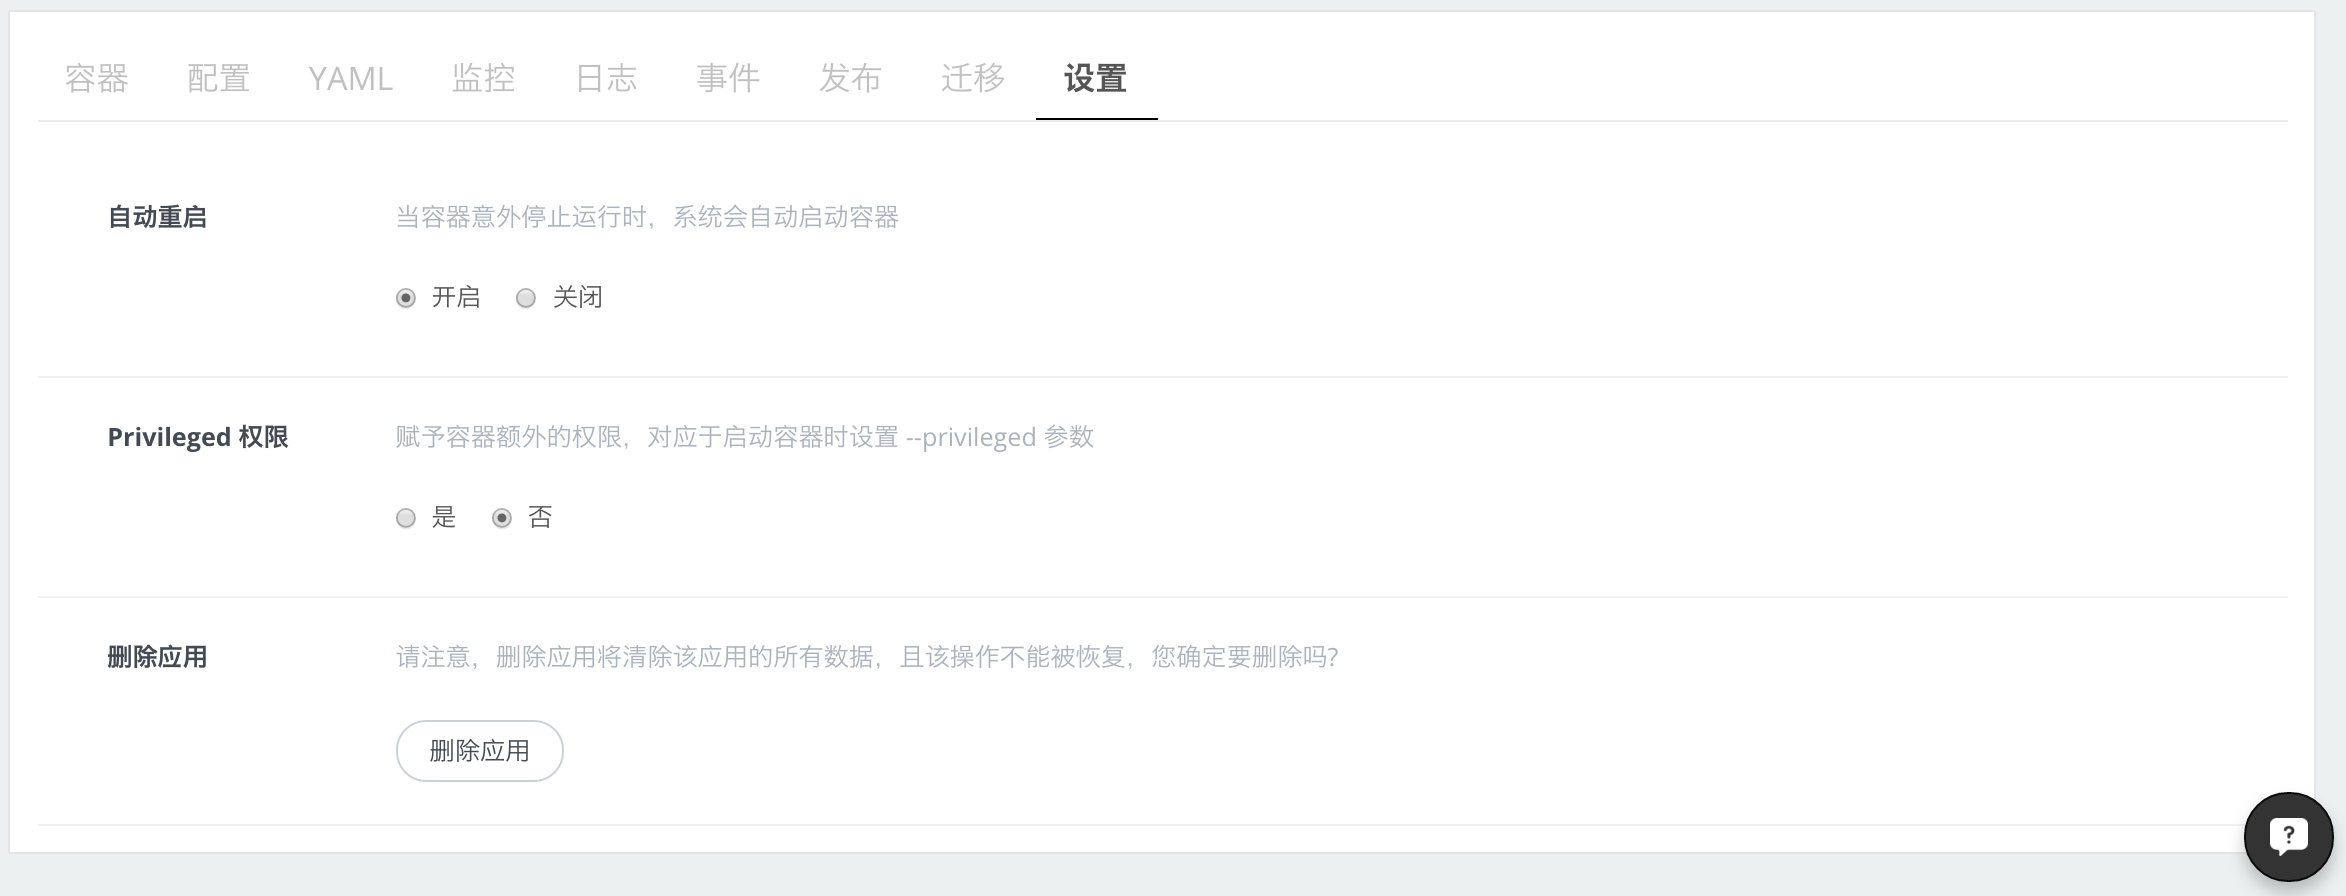 容器 配置 YAML 监控 日志 事件 发布 迁移 设置
自动重启 当容器意外停止运行时，系统会自动启动容器
开启 关闭
Privileged 权限 赋予容器额外的权限，对应于启动容器时设置 --privileged 参数
是 否
删除应用 请注意，删除应用将清除该应用的所有数据，且该操作不能被恢复，您确定要删除吗?
删除应用
?